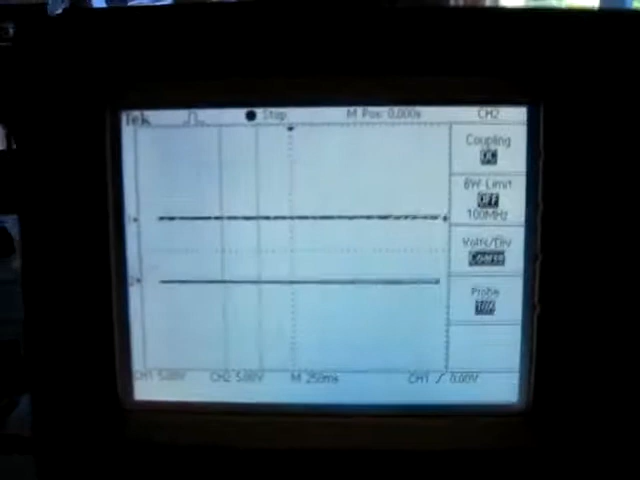 Tek Stop M Pos: 0.000s CH2
Coupling
DC
BW Limit
OFF
100MHz
Volts/Div
Coarse
Probe
CH1 5.00V CH2 5.00V M 250ms CH1 0.00V